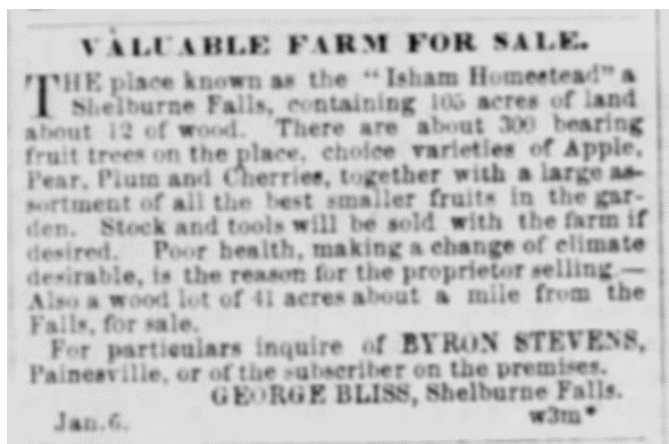 VALUABLE FARM FOR SALE.
THE place known as the "Isham Homestead" a
Shelburne Falls, containing 105 acres of land
about 12 of wood. There are about 300 bearing
fruit trees on the place, choice varieties of Apple,
Pear, Plum and Cherries, together with a large as-
sortment of all the best smaller fruits in the gar-
den. Stock and tools will be sold with the farm if
desired. Poor health, making a change of climate
desirable, is the reason for the proprietor selling.—
Also a wood lot of 41 acres about a mile from the
Falls, for sale.
For particulars inquire of BYRON STEVENS,
Painesville, or of the subscriber on the premises.
GEORGE BLISS, Shelburne Falls.
Jan. 6. w3m*